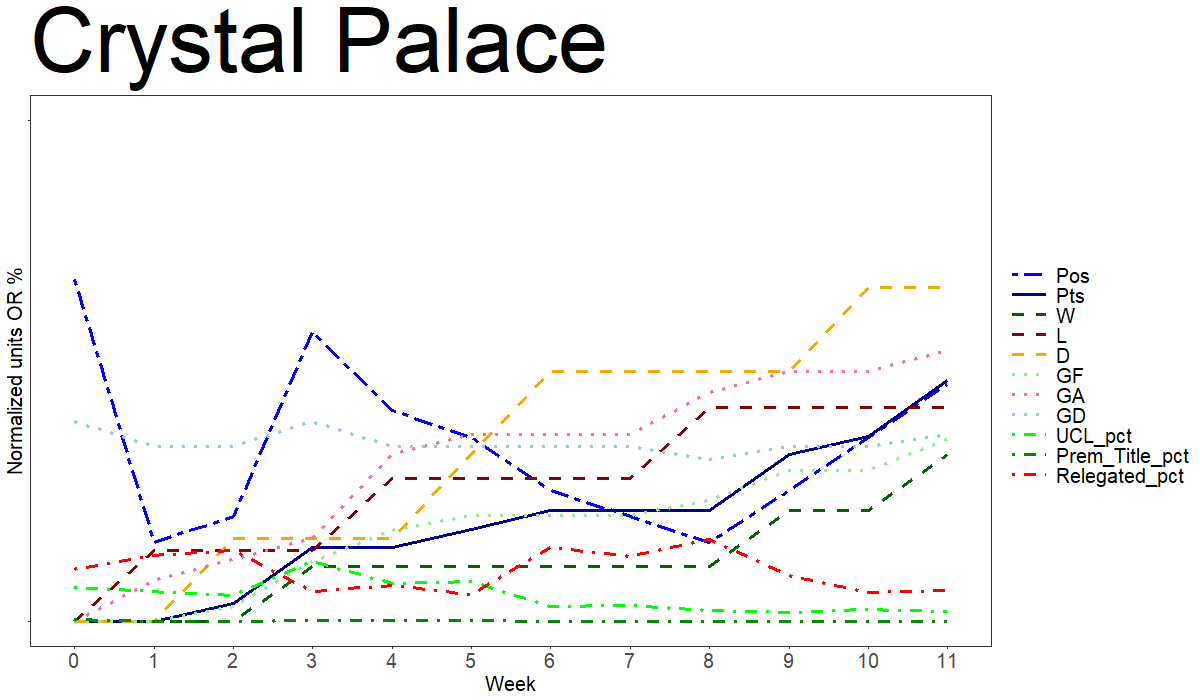 Crystal Palace
Normalized units OR %
0 1 2 3 4 5 6 7 8 9 10 11
Week
Pos
Pts
W
L
D
GF
GA
GD
UCL_pct
Prem_Title_pct
Relegated_pct